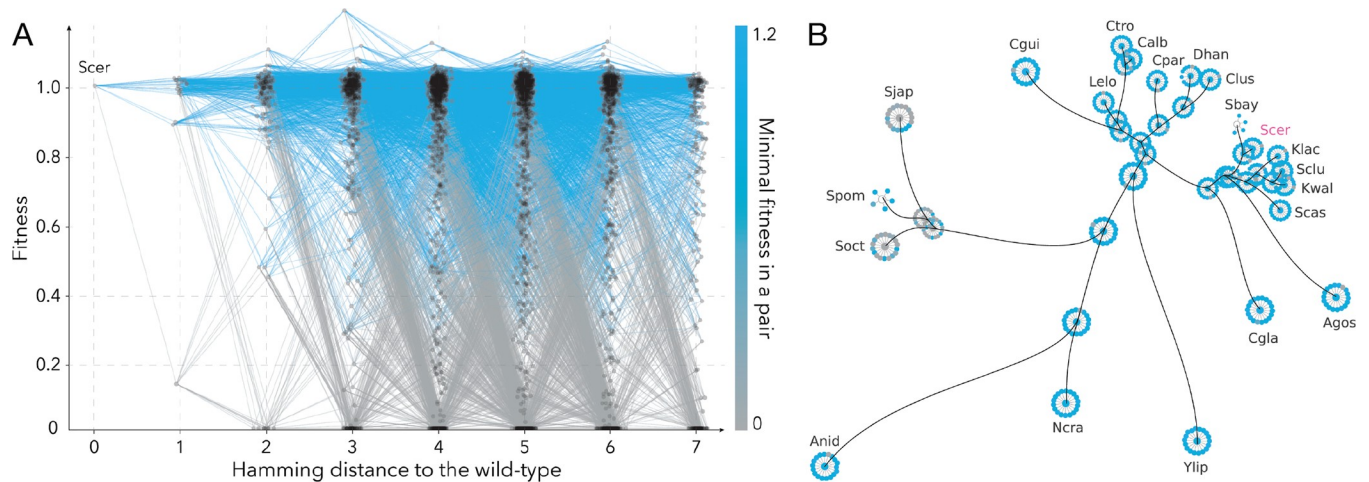 A
Scer
1.0
0.8
0.6
0.4
0.2
0
Fitness
0
1
2
3
4
5
6
7
Hamming distance to the wild-type
1.2
Minimal fitness in a pair
0
B
Ctro
Calb
Cgui
Cpar
Dhan
Clus
Lelo
Sbay
Scer
Klac
Sclu
Kwal
Scas
Sjap
Spom
Soct
Agos
Cgla
Ncra
Ylip
Anid